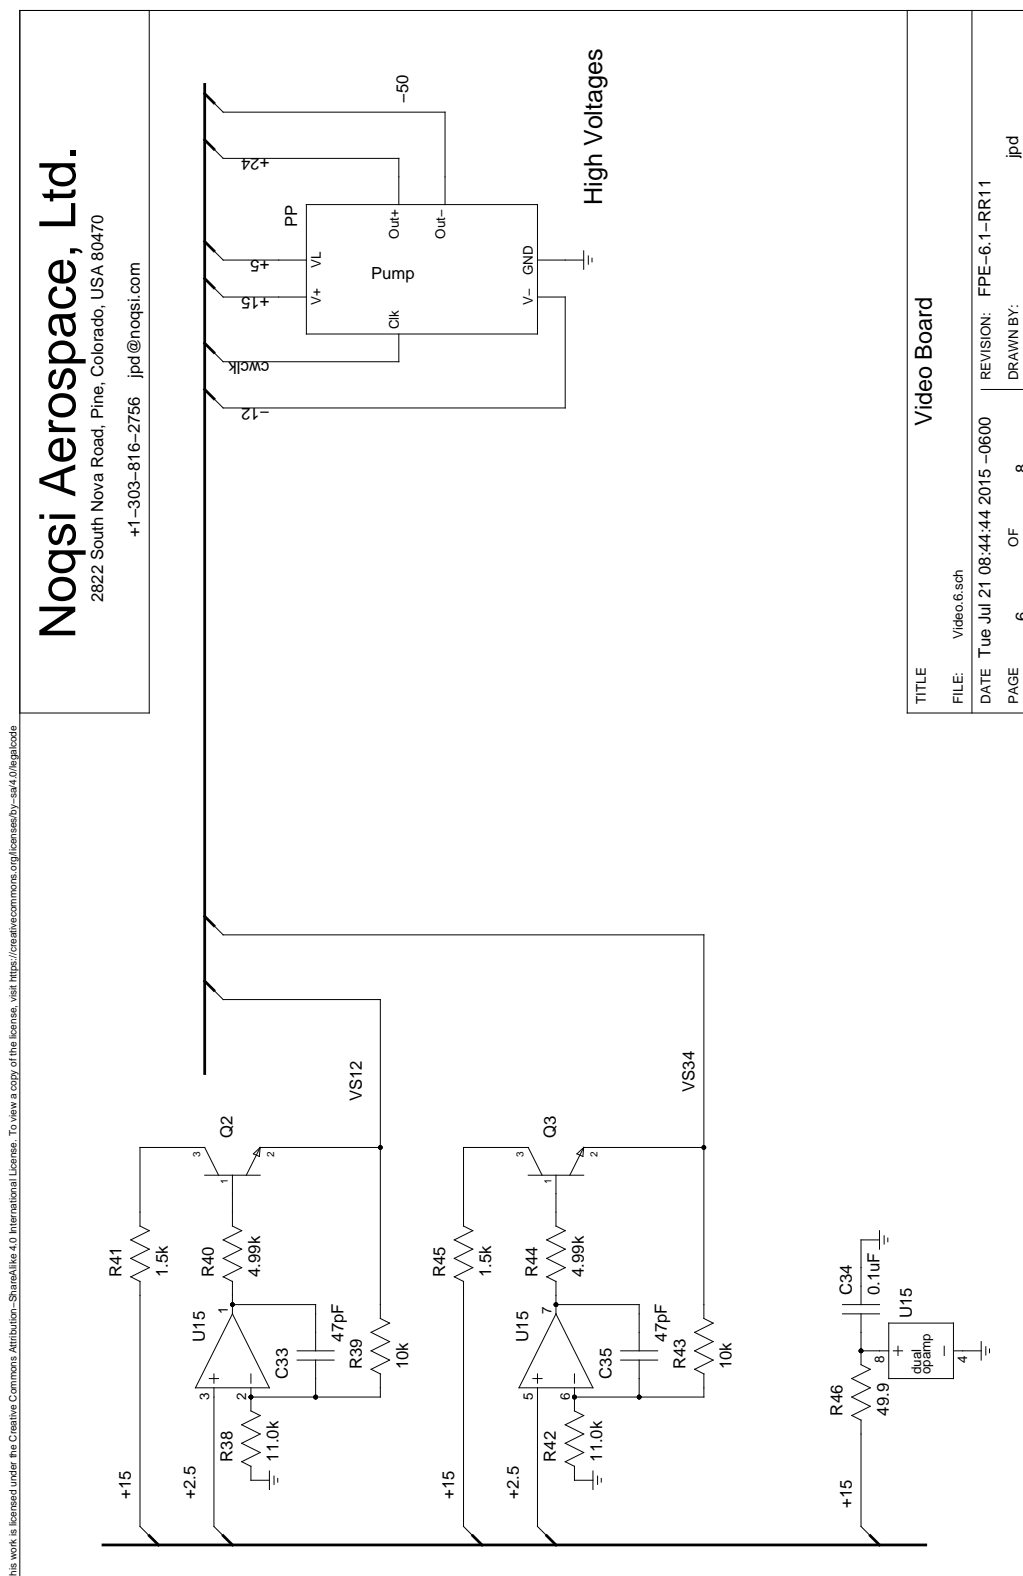 his work is licensed under the Creative Commons Attribution−ShareAlike 4.0 International License. To view a copy of the license, visit https://creativecommons.org/licenses/by−sa/4.0/legalcode
Noqsi Aerospace, Ltd.
2822 South Nova Road, Pine, Colorado, USA 80470
+1−303−816−2756 jpd@noqsi.com
+15
R41
1.5k
3
Q2
1
2
+2.5
3
+
2
−
U15
1
R40
4.99k
R38
11.0k
C33
47pF
R39
10k
VS12
+15
R45
1.5k
3
Q3
1
2
+2.5
5
+
6
−
U15
7
R44
4.99k
R42
11.0k
C35
47pF
R43
10k
VS34
+15
R46
49.9
C34
0.1uF
U15
8
+
dual
opamp
−
4
−12
cwclk
+15
+5
+24
−50
PP
V+
VL
Clk
Pump
Out+
Out−
V−
GND
High Voltages
TITLE
Video Board
FILE: Video.6.sch
REVISION: FPE−6.1−RR11
DATE Tue Jul 21 08:44:44 2015 −0600
PAGE 6 OF 8
DRAWN BY: jpd